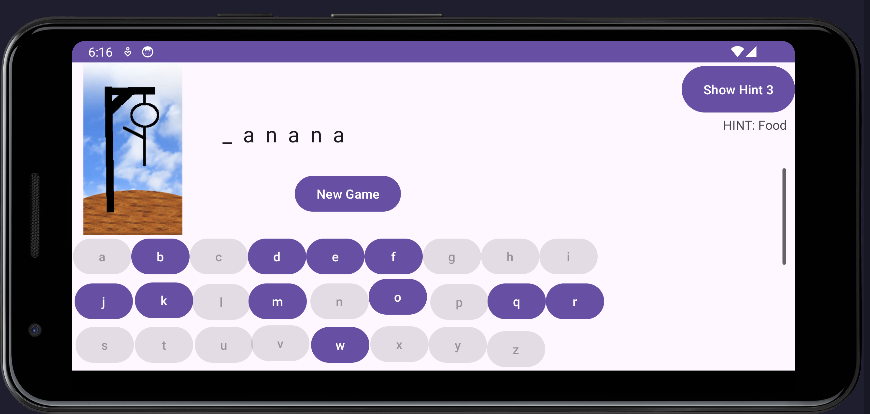 6:16
Show Hint 3
HINT: Food
_ a n a n a
New Game
a b c d e f g h i
j k l m n o p q r
s t u v w x y z